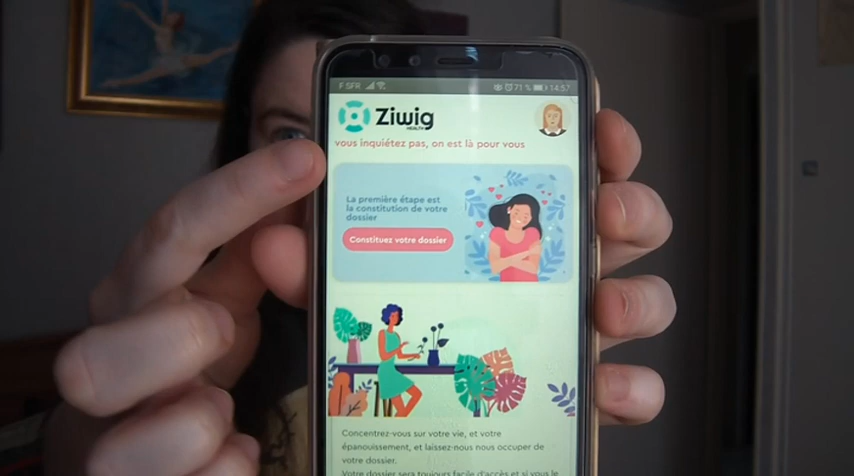 F SFR 71 % 14:57
Ziwig
HEALTH
vous inquiétez pas, on est là pour vous
La première étape est
la constitution de votre
dossier
Constituez votre dossier
Concentrez-vous sur votre vie, et votre
épanouissement, et laissez-nous nous occuper de
votre dossier.
Votre dossier sera toujours facile d'accès et si vous le